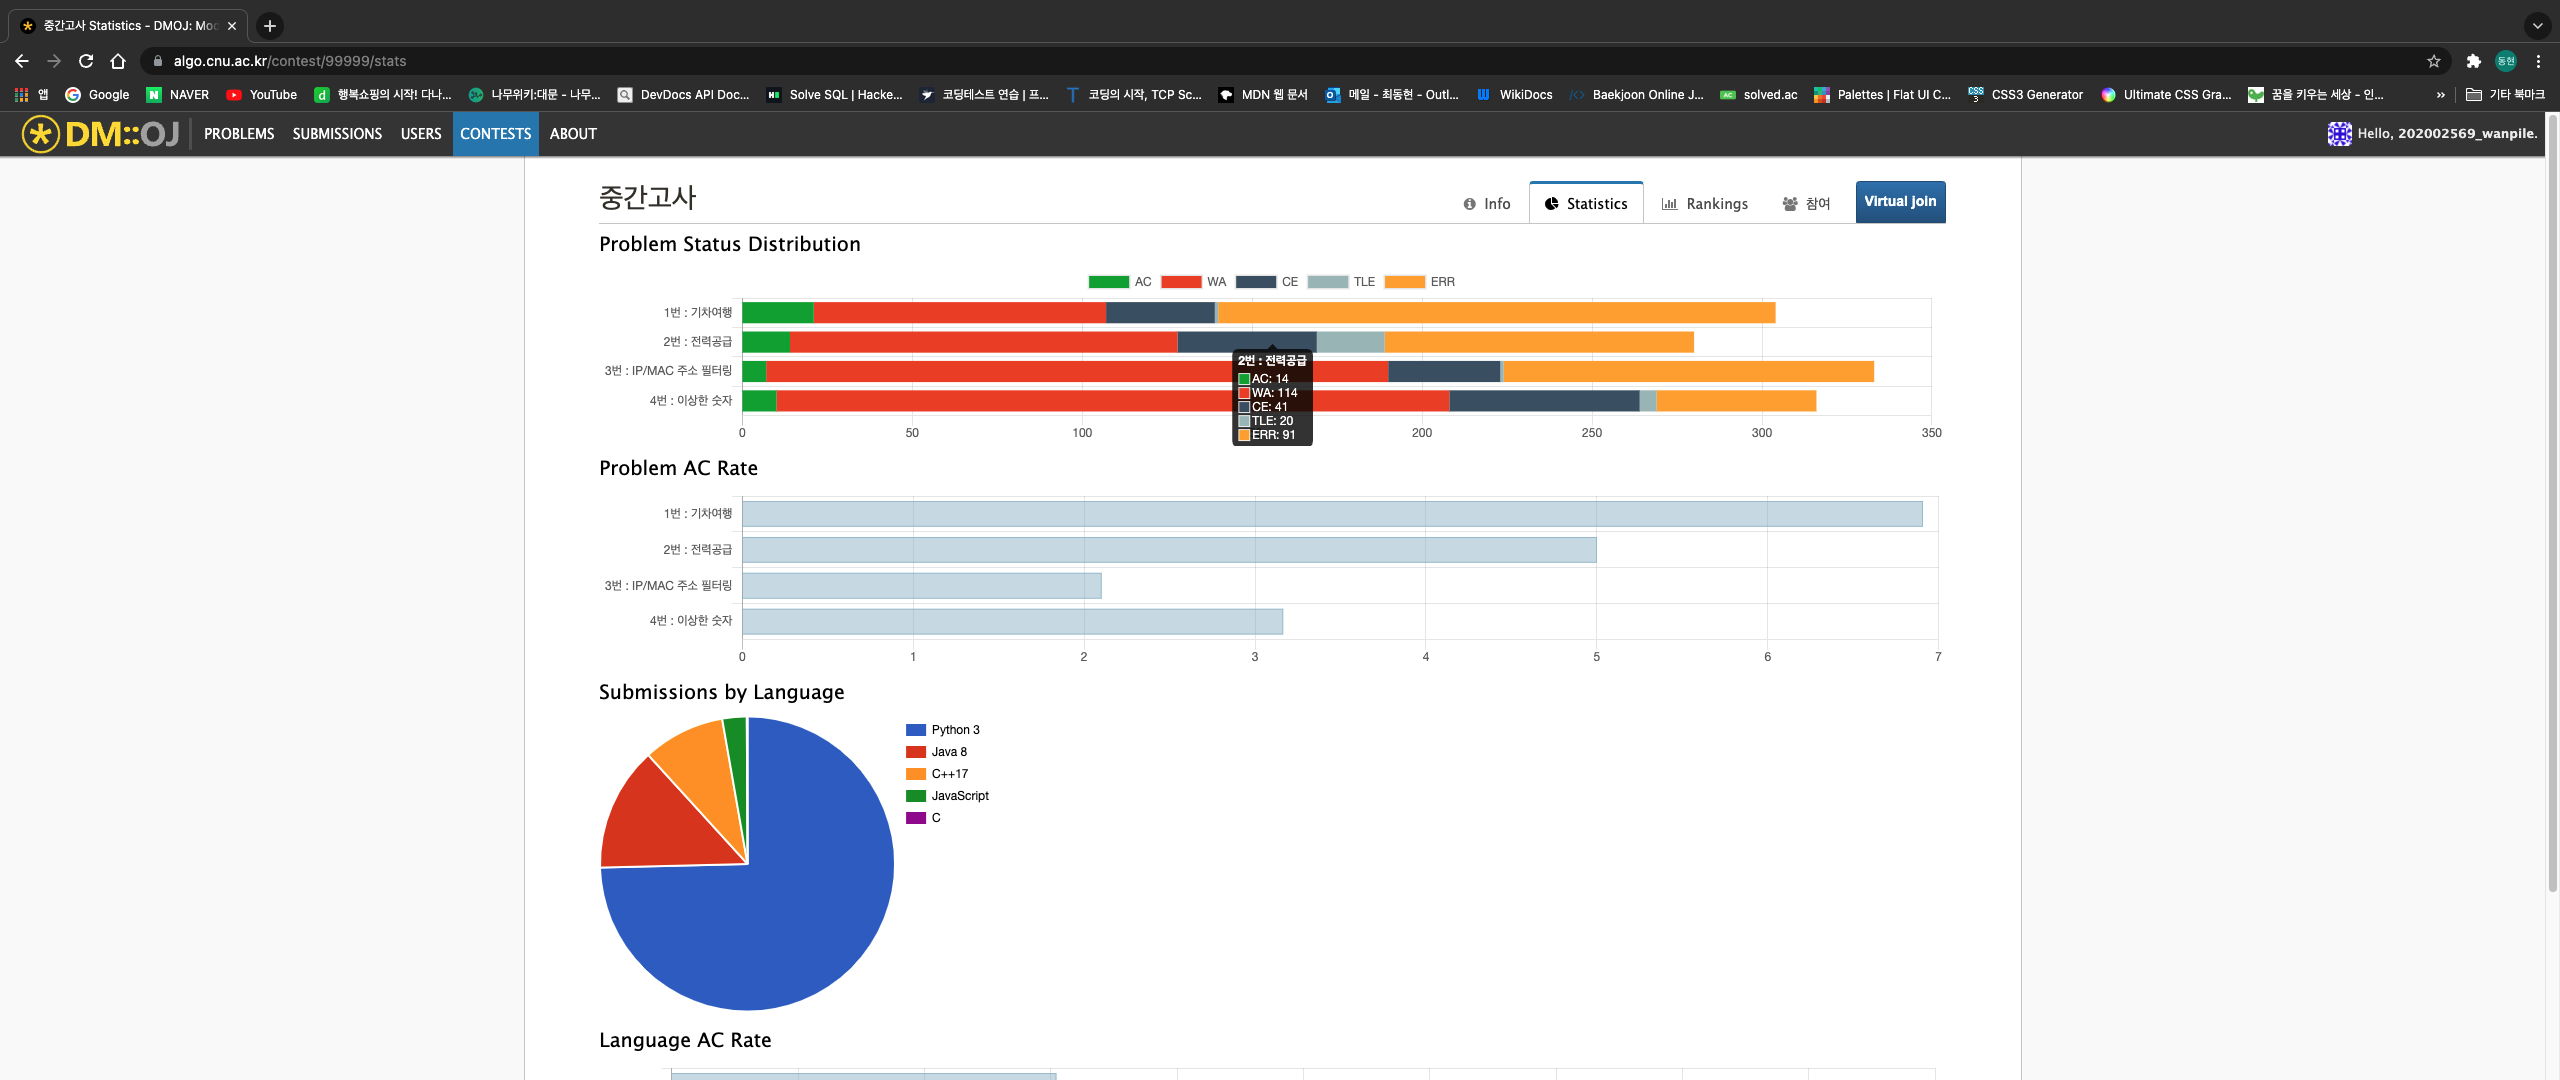 중간고사 Statistics - DMOJ: Moo
algo.cnu.ac.kr/contest/99999/stats
동현
앱 Google NAVER YouTube 행복쇼핑의 시작! 다나... 나무위키:대문 - 나무... DevDocs API Doc... Solve SQL | Hacke... 코딩테스트 연습 | 프... 코딩의 시작, TCP Sc... MDN 웹 문서 메일 - 최동현 - Outl... WikiDocs Baekjoon Online J... solved.ac Palettes | Flat UI C... CSS3 Generator Ultimate CSS Gra... 꿈을 키우는 세상 - 인... » 기타 북마크
DM::OJ PROBLEMS SUBMISSIONS USERS CONTESTS ABOUT Hello, 202002569_wanpile.
중간고사 Info Statistics Rankings 참여 Virtual join
Problem Status Distribution
AC WA CE TLE ERR
1번 : 기차여행
2번 : 전력공급
3번 : IP/MAC 주소 필터링
4번 : 이상한 숫자
2번 : 전력공급
AC: 14
WA: 114
CE: 41
TLE: 20
ERR: 91
0 50 100 200 250 300 350
Problem AC Rate
1번 : 기차여행
2번 : 전력공급
3번 : IP/MAC 주소 필터링
4번 : 이상한 숫자
0 1 2 3 4 5 6 7
Submissions by Language
Python 3
Java 8
C++17
JavaScript
C
Language AC Rate